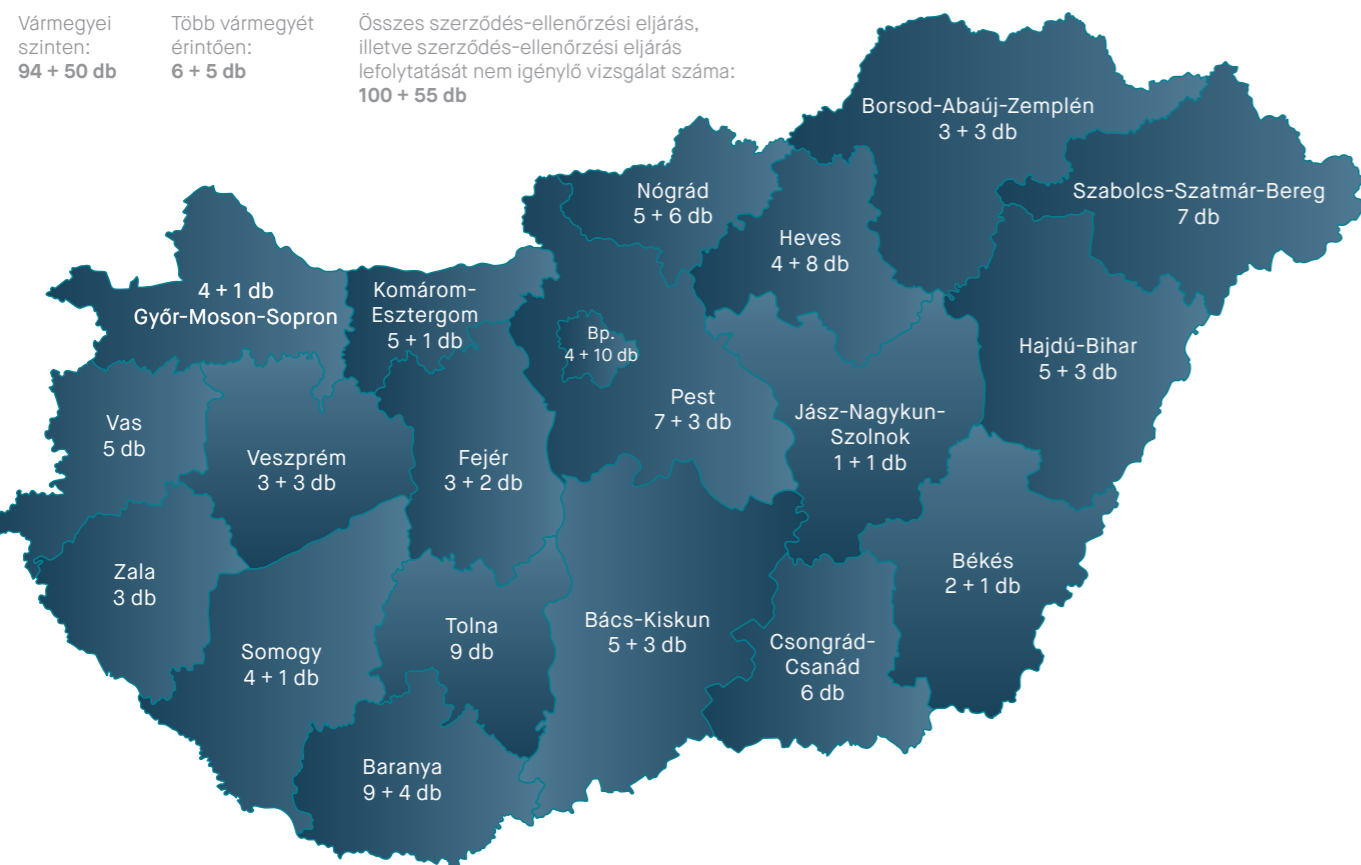 Vármegyei
szinten:
94 + 50 db
Több vármegyét
érintően:
6 + 5 db
Összes szerződés-ellenőrzési eljárás,
illetve szerződés-ellenőrzési eljárás
lefolytatását nem igénylő vizsgálat száma:
100 + 55 db
Borsod-Abaúj-Zemplén
3 + 3 db
Szabolcs-Szatmár-Bereg
7 db
Nógrád
5 + 6 db
Heves
4 + 8 db
4 + 1 db
Győr-Moson-Sopron
Komárom-
Esztergom
5 + 1 db
Bp.
4 + 10 db
Hajdú-Bihar
5 + 3 db
Pest
7 + 3 db
Jász-Nagykun-
Szolnok
1 + 1 db
Vas
5 db
Veszprém
3 + 3 db
Fejér
3 + 2 db
Zala
3 db
Békés
2 + 1 db
Somogy
4 + 1 db
Tolna
9 db
Bács-Kiskun
5 + 3 db
Csongrád-
Csanád
6 db
Baranya
9 + 4 db